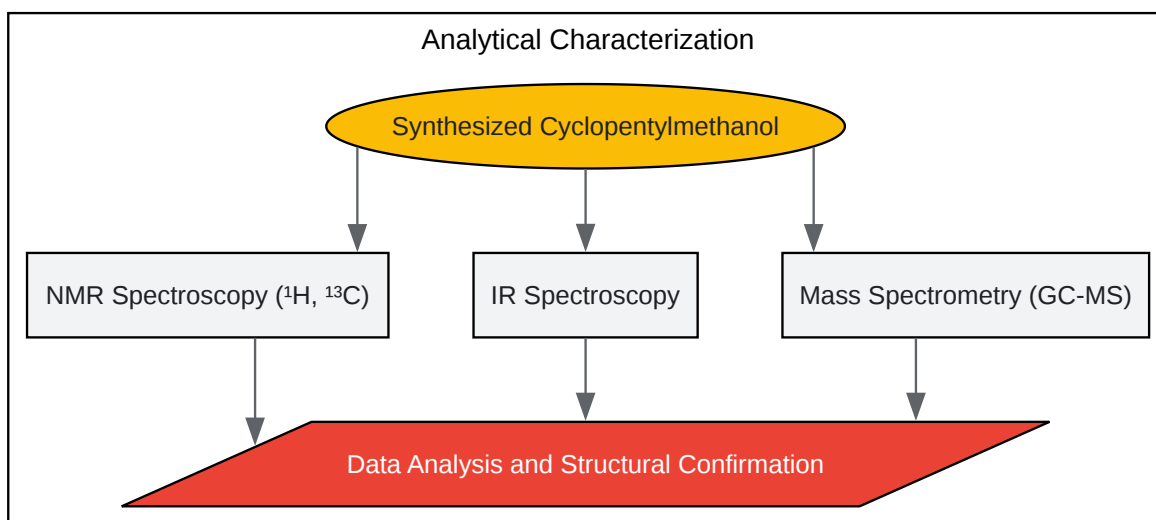 Analytical Characterization
Synthesized Cyclopentylmethanol
NMR Spectroscopy (¹H, ¹³C)
IR Spectroscopy
Mass Spectrometry (GC-MS)
Data Analysis and Structural Confirmation